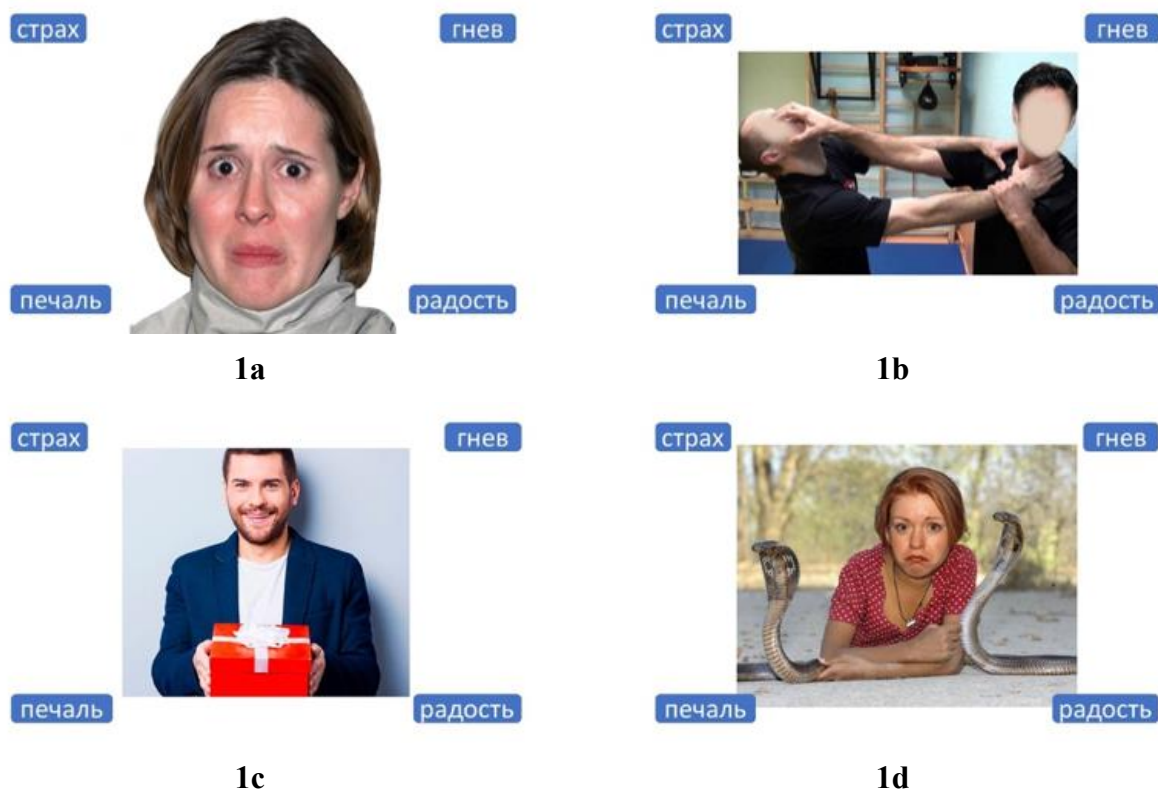 страх гнев страх гнев
печаль радость печаль радость
1a 1b
страх гнев страх гнев
печаль радость печаль радость
1c 1d